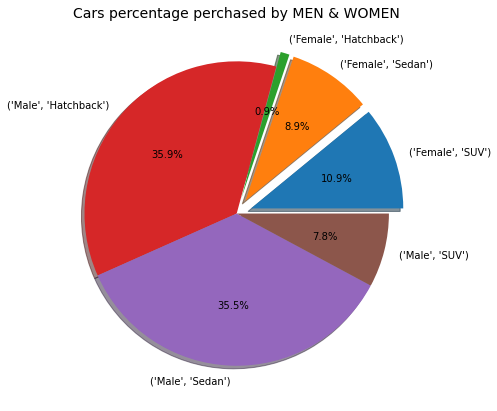 Cars percentage perchased by MEN & WOMEN
('Female', 'Hatchback')
('Female', 'Sedan')
('Male', 'Hatchback')
0.9%
8.9%
35.9%
('Female', 'SUV')
10.9%
7.8%
('Male', 'SUV')
35.5%
('Male', 'Sedan')